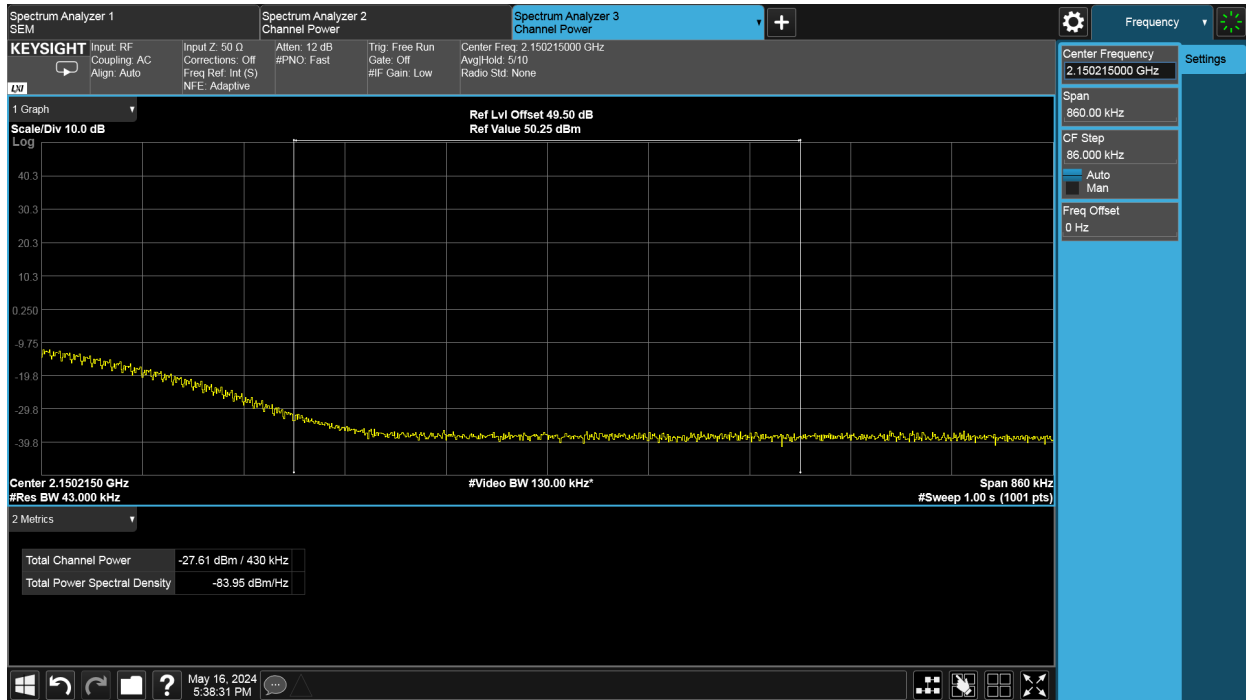 Spectrum Analyzer 1
SEM
Spectrum Analyzer 2
Channel Power
Spectrum Analyzer 3
Channel Power
Frequency
KEYSIGHT
LXI
Input: RF
Coupling: AC
Align: Auto
Input Z: 50 Ω
Corrections: Off
Freq Ref: Int (S)
NFE: Adaptive
Atten: 12 dB
#PNO: Fast
Trig: Free Run
Gate: Off
#IF Gain: Low
Center Freq: 2.150215000 GHz
Avg|Hold: 5/10
Radio Std: None
Center Frequency
2.150215000 GHz
Settings
Span
860.00 kHz
CF Step
86.000 kHz
Auto
Man
Freq Offset
0 Hz
1 Graph
Scale/Div 10.0 dB
Ref Lvl Offset 49.50 dB
Ref Value 50.25 dBm
Log
40.3
30.3
20.3
10.3
0.250
-9.75
-19.8
-29.8
-39.8
Center 2.1502150 GHz
#Res BW 43.000 kHz
#Video BW 130.00 kHz*
Span 860 kHz
#Sweep 1.00 s (1001 pts)
2 Metrics
Total Channel Power -27.61 dBm / 430 kHz
Total Power Spectral Density -83.95 dBm/Hz
May 16, 2024
5:38:31 PM